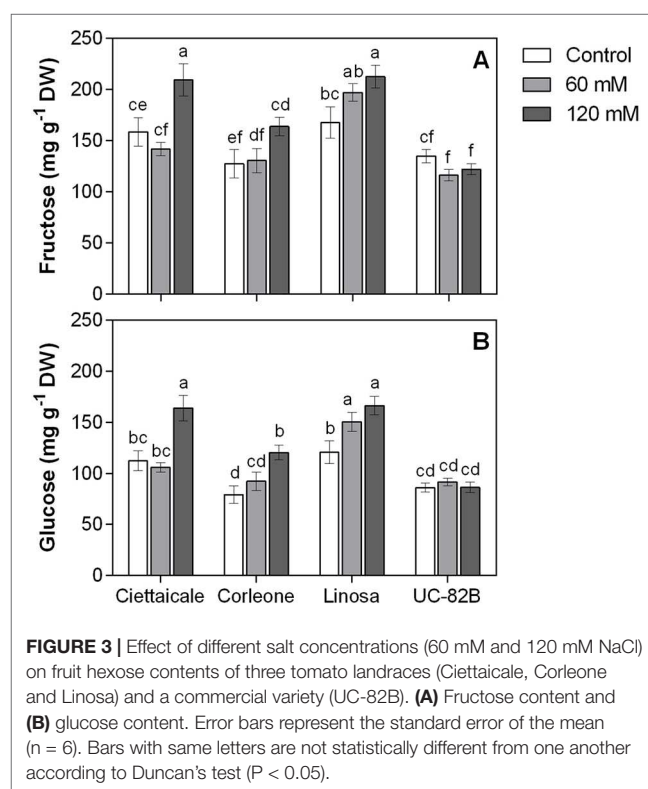 A
Fructose (mg g⁻¹ DW)
250
200
150
100
50
0
ce cf a
ef df cd
bc ab a
cf f f
Control
60 mM
120 mM
B
Glucose (mg g⁻¹ DW)
250
200
150
100
50
0
bc bc a
d cd b
b a a
cd cd cd
Ciettaicale Corleone Linosa UC-82B
FIGURE 3 | Effect of different salt concentrations (60 mM and 120 mM NaCl)
on fruit hexose contents of three tomato landraces (Ciettaicale, Corleone
and Linosa) and a commercial variety (UC-82B). (A) Fructose content and
(B) glucose content. Error bars represent the standard error of the mean
(n = 6). Bars with same letters are not statistically different from one another
according to Duncan's test (P < 0.05).